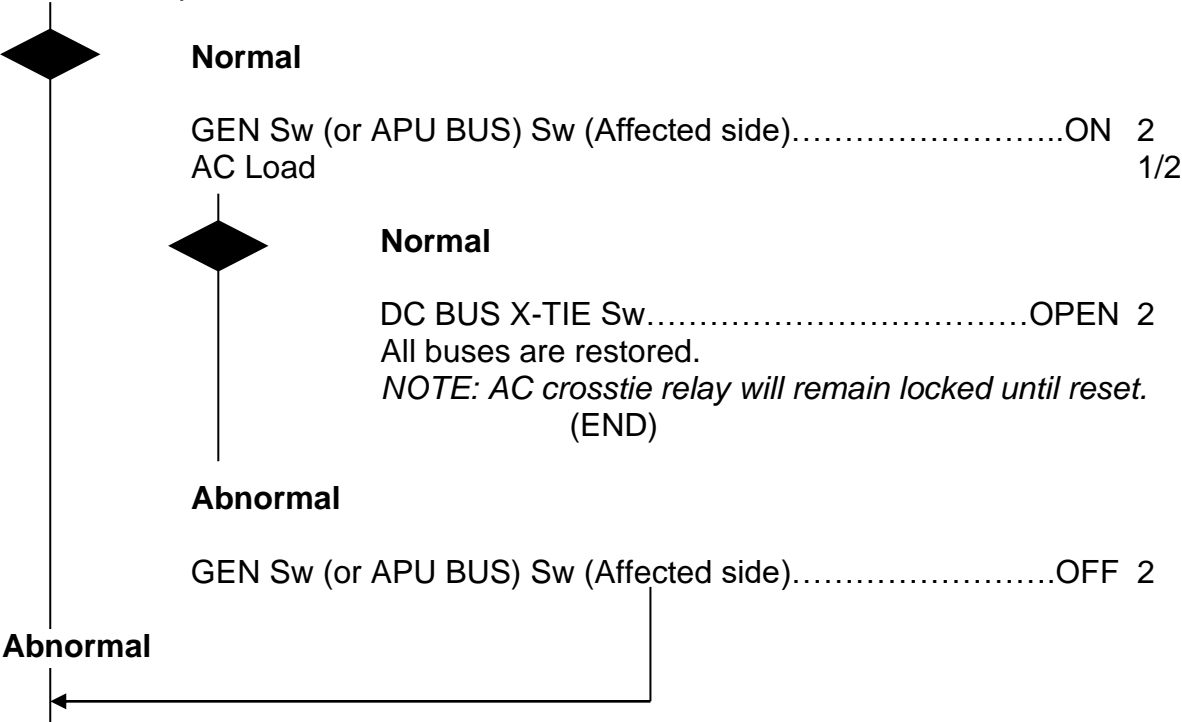 Normal
GEN Sw (or APU BUS) Sw (Affected side)……………………..ON 2
AC Load 1/2
Normal
DC BUS X-TIE Sw………………………………OPEN 2
All buses are restored.
NOTE: AC crosstie relay will remain locked until reset.
(END)
Abnormal
GEN Sw (or APU BUS) Sw (Affected side)…………………….OFF 2
Abnormal